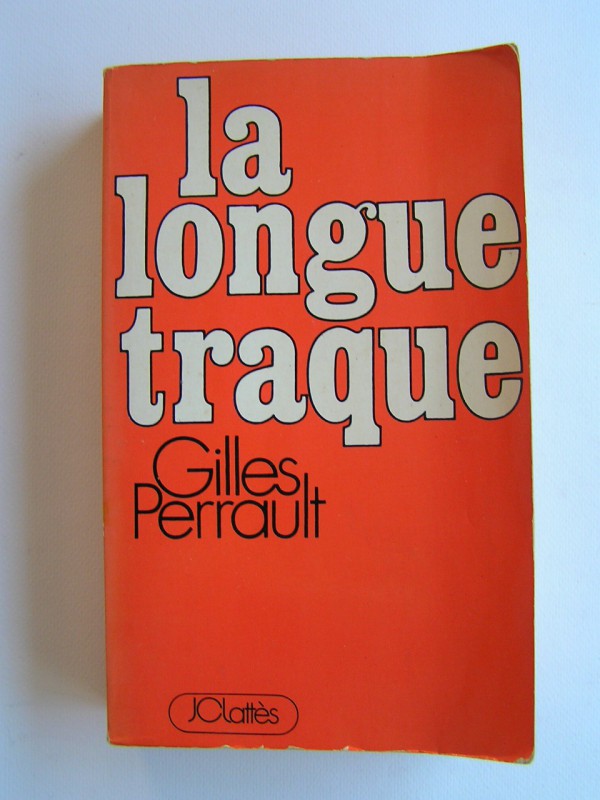 la
longue
traque
Gilles
Perrault
JCLattès